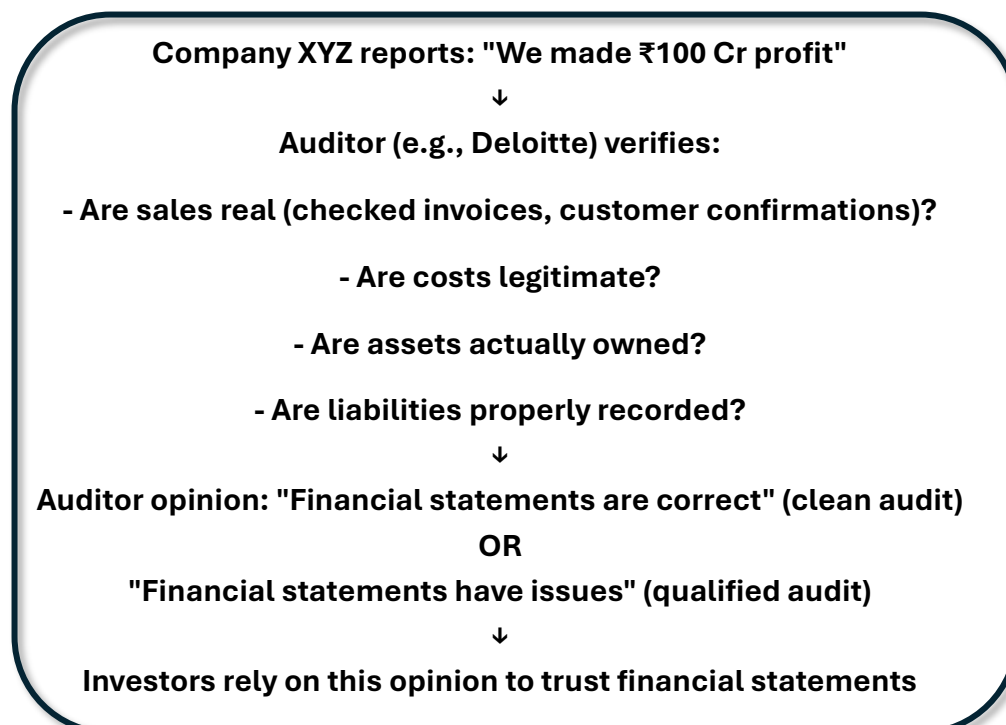 Company XYZ reports: "We made ₹100 Cr profit"
↓
Auditor (e.g., Deloitte) verifies:
- Are sales real (checked invoices, customer confirmations)?
- Are costs legitimate?
- Are assets actually owned?
- Are liabilities properly recorded?
↓
Auditor opinion: "Financial statements are correct" (clean audit)
OR
"Financial statements have issues" (qualified audit)
↓
Investors rely on this opinion to trust financial statements